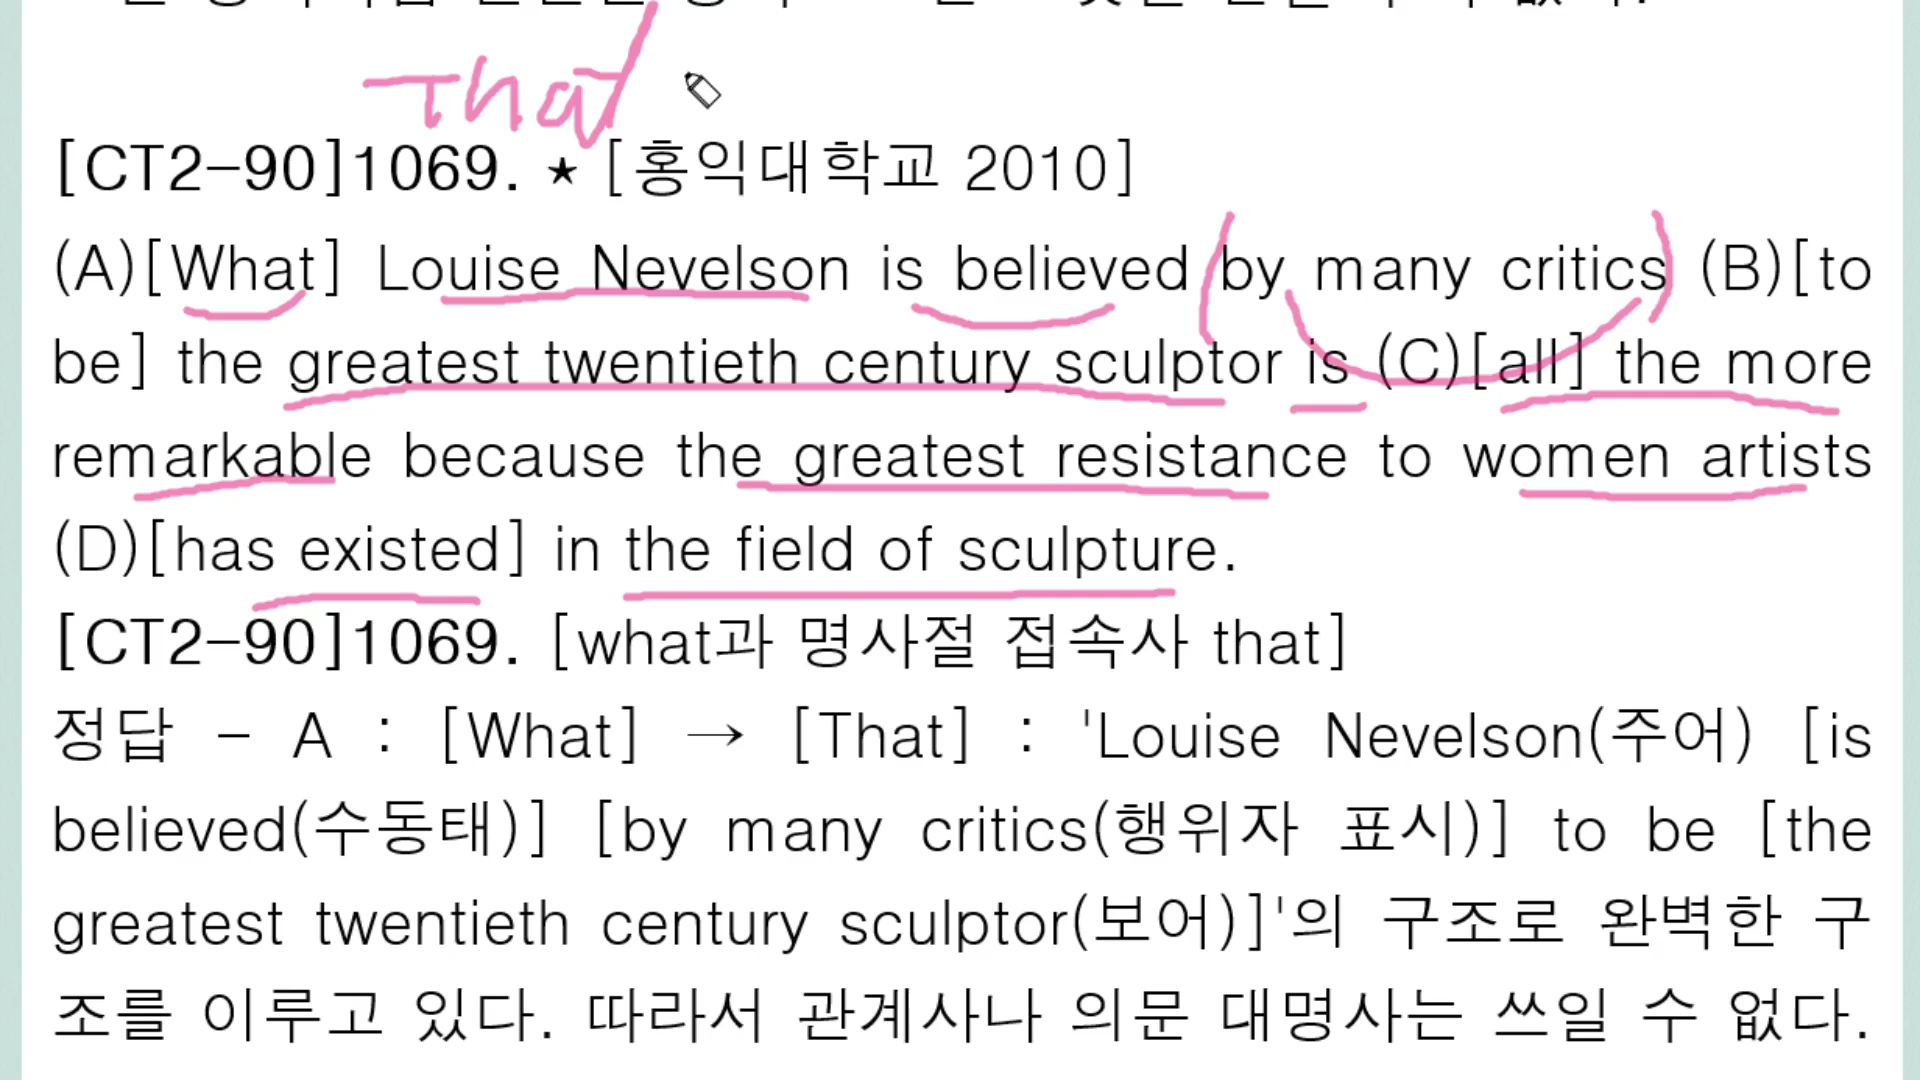 That
[CT2-90]1069. ★ [홍익대학교 2010]
(A)[What] Louise Nevelson is believed by many critics (B)[to
be] the greatest twentieth century sculptor is (C)[all] the more
remarkable because the greatest resistance to women artists
(D)[has existed] in the field of sculpture.
[CT2-90]1069. [what과 명사절 접속사 that]
정답 - A : [What] → [That] : 'Louise Nevelson(주어) [is
believed(수동태)] [by many critics(행위자 표시)] to be [the
greatest twentieth century sculptor(보어)]'의 구조로 완벽한 구
조를 이루고 있다. 따라서 관계사나 의문 대명사는 쓰일 수 없다.